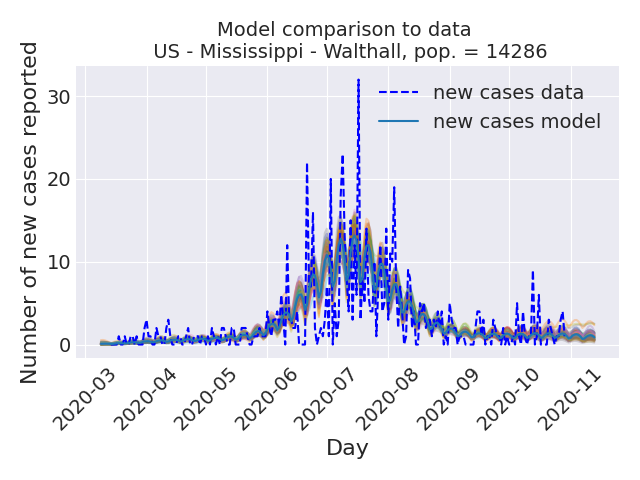 Model comparison to data
US - Mississippi - Walthall, pop. = 14286
Number of new cases reported
30
20
10
0
new cases data
new cases model
2020-03
2020-04
2020-05
2020-06
2020-07
2020-08
2020-09
2020-10
2020-11
Day